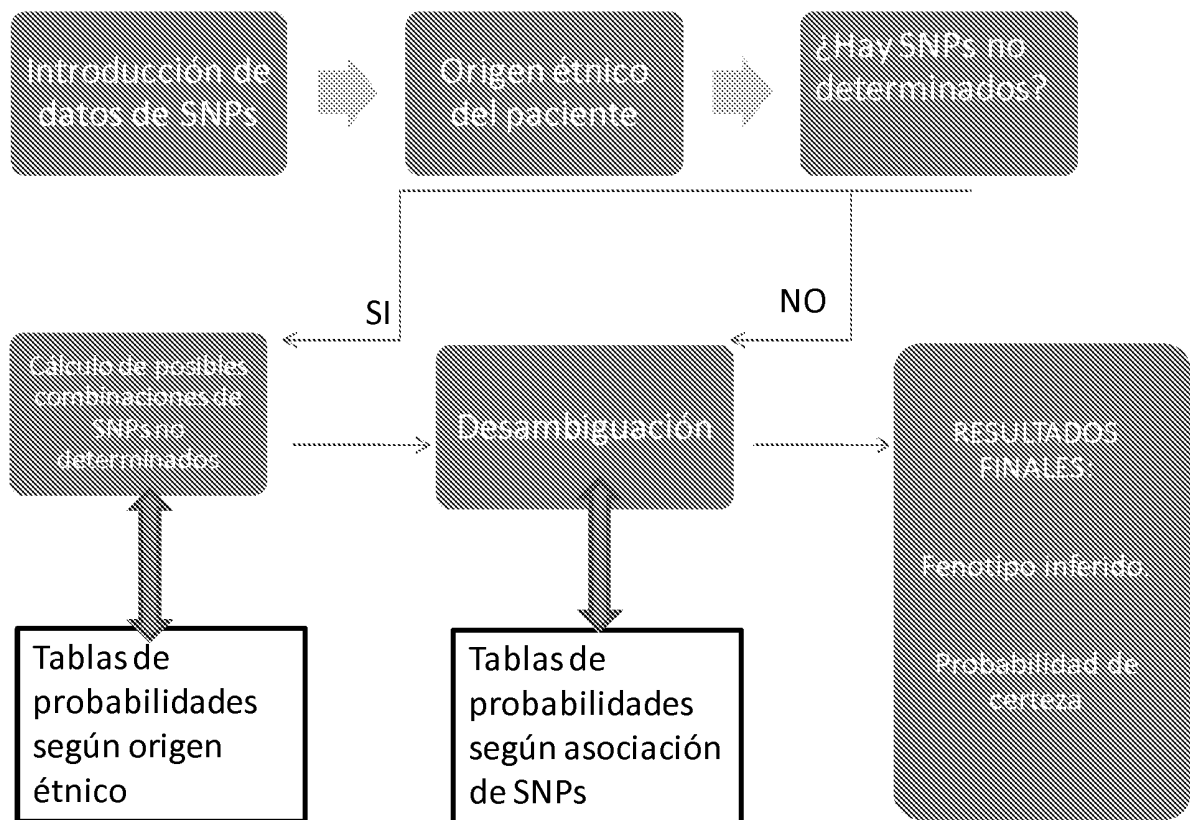 Introducción de
datos de SNPs
Origen étnico
del paciente
¿Hay SNPs no
determinados?
SI
NO
Cálculo de posibles
combinaciones de
SNPs no
determinados
Desambiguación
RESULTADOS
FINALES:
Fenotipo inferido.
Probabilidad de
certeza
Tablas de
probabilidades
según origen
étnico
Tablas de
probabilidades
según asociación
de SNPs